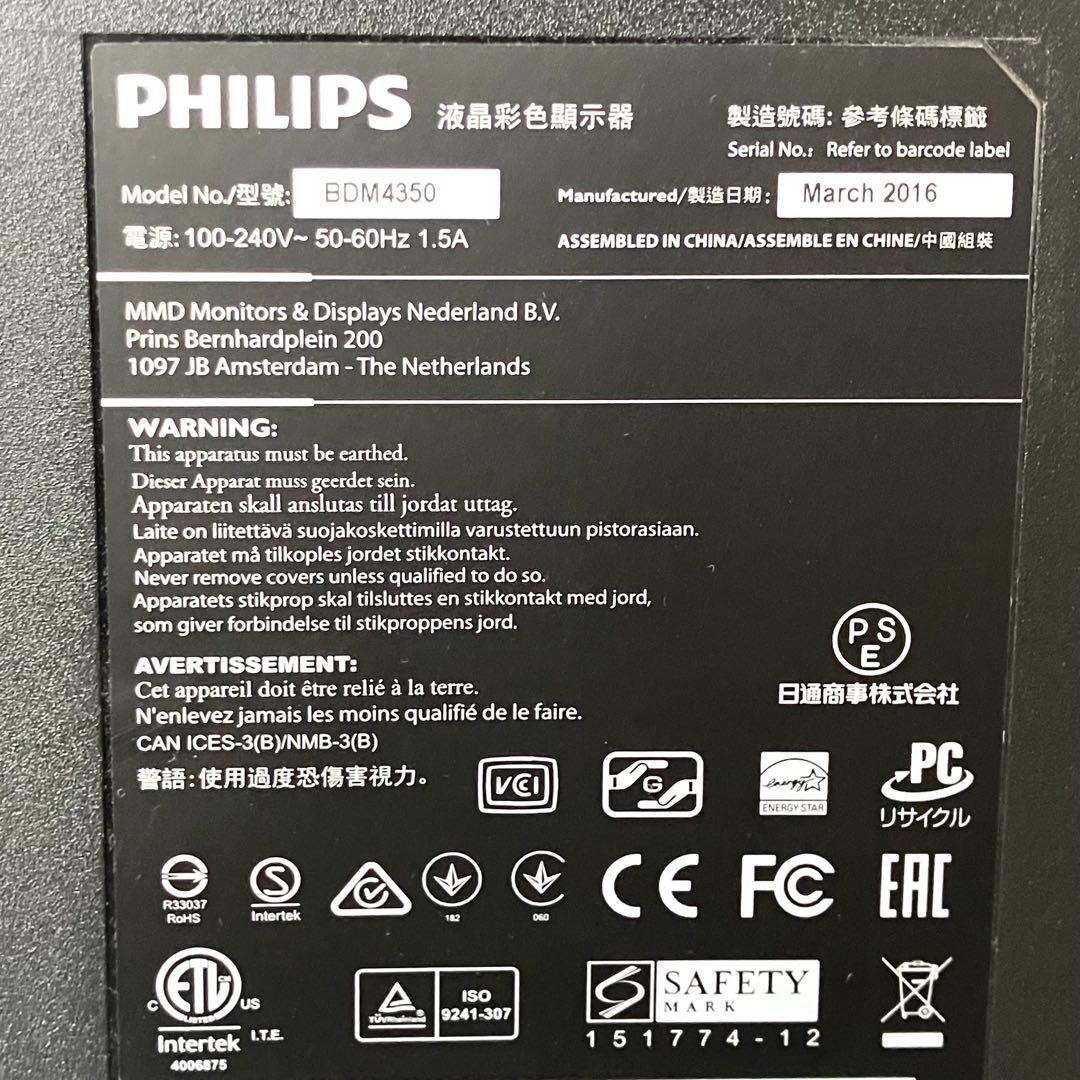 PHILIPS 液晶彩色顯示器
製造號碼: 參考條碼標籤
Serial No.: Refer to barcode label
Model No./型號: BDM4350
Manufactured/製造日期: March 2016
電源: 100-240V~ 50-60Hz 1.5A
ASSEMBLED IN CHINA/ASSEMBLE EN CHINE/中國組裝
MMD Monitors & Displays Nederland B.V.
Prins Bernhardplein 200
1097 JB Amsterdam - The Netherlands
WARNING:
This apparatus must be earthed.
Dieser Apparat muss geerdet sein.
Apparaten skall anslutas till jordat uttag.
Laite on liitettävä suojakoskettimilla varustettuun pistorasiaan.
Apparatet må tilkoples jordet stikkontakt.
Never remove covers unless qualified to do so.
Apparatets stikprop skal tilsluttes en stikkontakt med jord,
som giver forbindelse til stikproppens jord.
PSE
日通商事株式会社
AVERTISSEMENT:
Cet appareil doit être relié à la terre.
N'enlevez jamais les moins qualifié de le faire.
CAN ICES-3(B)/NMB-3(B)
警語:使用過度恐傷害視力。
VCI
G
energy
ENERGY STAR
PC
リサイクル
R33037
RoHS
S
Intertek
182
060
CE
FC
EAC
ETL
CM
LISTED
C US
Intertek
I.T.E.
4006875
TÜVRheinland
ISO
9241-307
SAFETY
MARK
151774-12